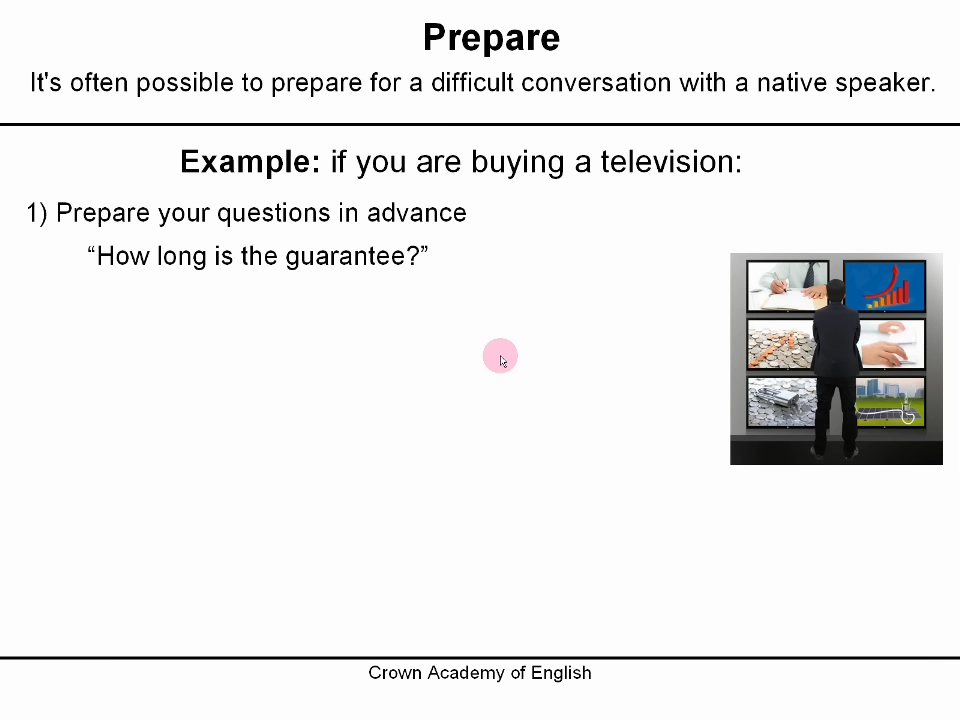 Prepare
It's often possible to prepare for a difficult conversation with a native speaker.
Example: if you are buying a television:
1) Prepare your questions in advance
“How long is the guarantee?”
Crown Academy of English